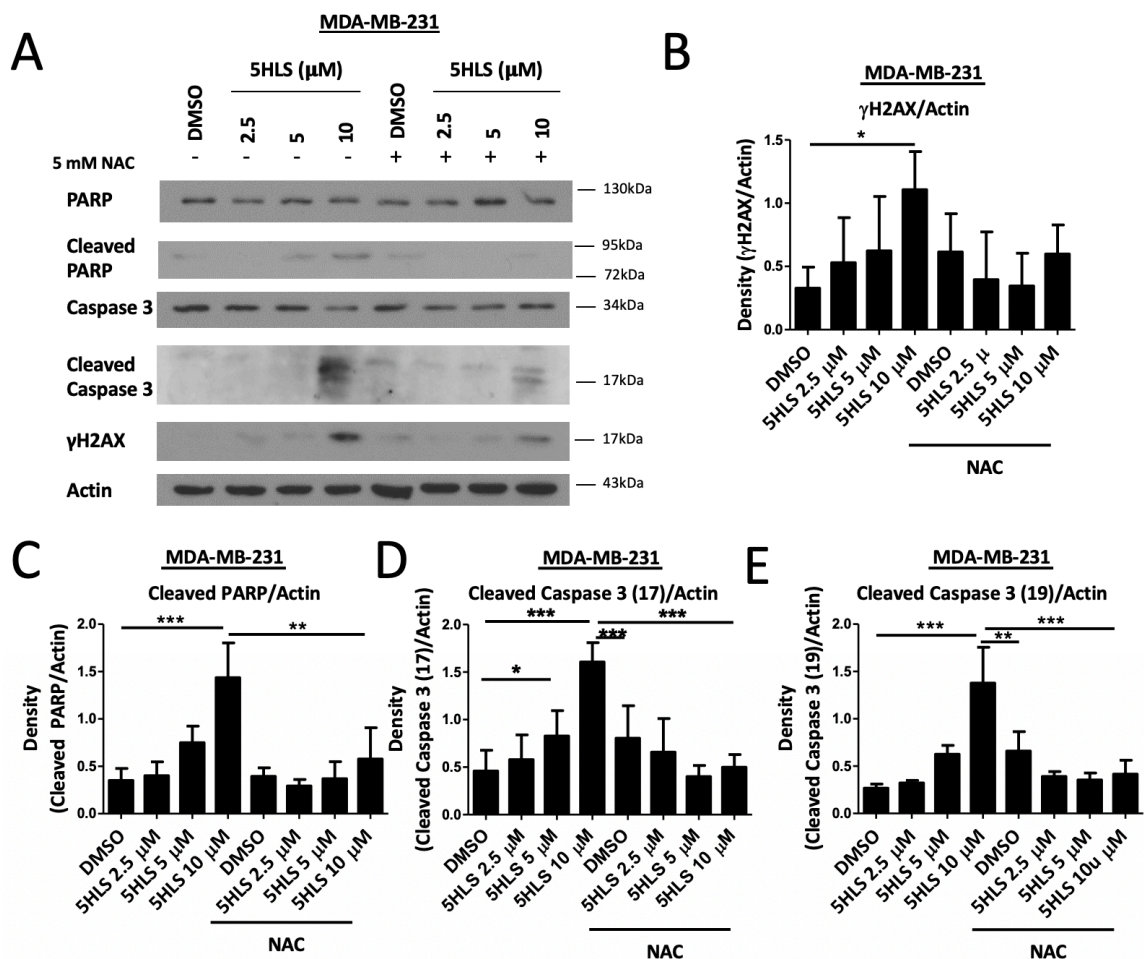 A
MDA-MB-231
5HLS (μM) 5HLS (μM)
DMSO 2.5 5 10 DMSO 2.5 5 10
5 mM NAC - - - - + + + +
PARP 130kDa
Cleaved 95kDa
PARP 72kDa
Caspase 3 34kDa
Cleaved
Caspase 3 17kDa
γH2AX 17kDa
Actin 43kDa
B
MDA-MB-231
γH2AX/Actin
Density (γH2AX/Actin)
1.5
1.0
0.5
0.0
*
DMSO
5HLS 2.5 μM
5HLS 5 μM
5HLS 10 μM
DMSO
5HLS 2.5 μ
5HLS 5 μM
5HLS 10 μM
NAC
C
MDA-MB-231
Cleaved PARP/Actin
Density
(Cleaved PARP/Actin)
2.0
1.5
1.0
0.5
0.0
***
**
DMSO
5HLS 2.5 μM
5HLS 5 μM
5HLS 10 μM
DMSO
5HLS 2.5 μM
5HLS 5 μM
5HLS 10 μM
NAC
D
MDA-MB-231
Cleaved Caspase 3 (17)/Actin
Density
(Cleaved Caspase 3 (17)/Actin)
2.0
1.5
1.0
0.5
0.0
***
***
***
*
DMSO
5HLS 2.5 μM
5HLS 5 μM
5HLS 10 μM
DMSO
5HLS 2.5 μM
5HLS 5 μM
5HLS 10 μM
NAC
E
MDA-MB-231
Cleaved Caspase 3 (19)/Actin
Density
(Cleaved Caspase 3 (19)/Actin)
2.0
1.5
1.0
0.5
0.0
***
***
**
DMSO
5HLS 2.5 μM
5HLS 5 μM
5HLS 10 μM
DMSO
5HLS 2.5 μM
5HLS 5 μM
5HLS 10u μM
NAC